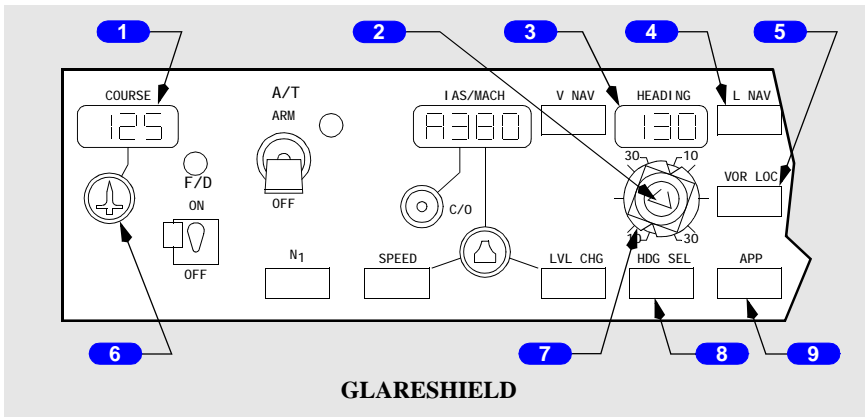 1 2 3 4 5
COURSE A/T IAS/MACH V NAV HEADING L NAV
ARM
125 A380 130
30 10
F/D VOR LOC
ON OFF C/O
10 30
OFF N1 SPEED LVL CHG HDG SEL APP
6 7 8 9
GLARESHIELD